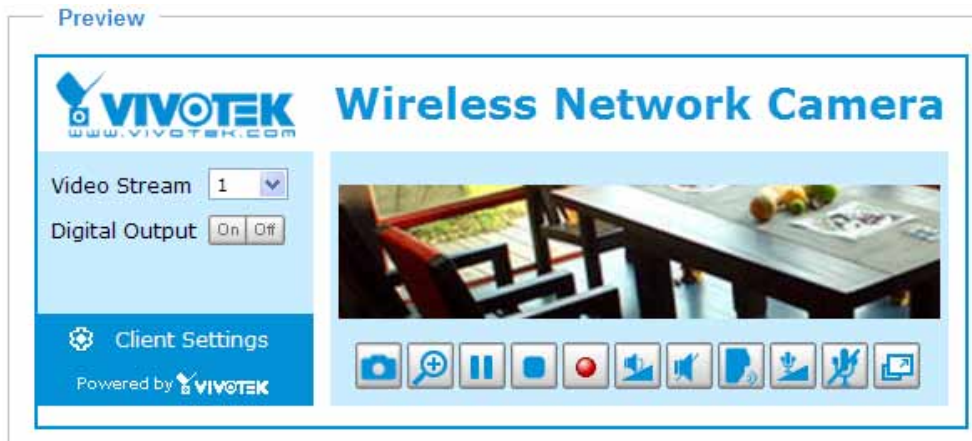 Preview
VIVOTEK
www.vivotek.com
Wireless Network Camera
Video Stream 1
Digital Output On Off
Client Settings
Powered by VIVOTEK